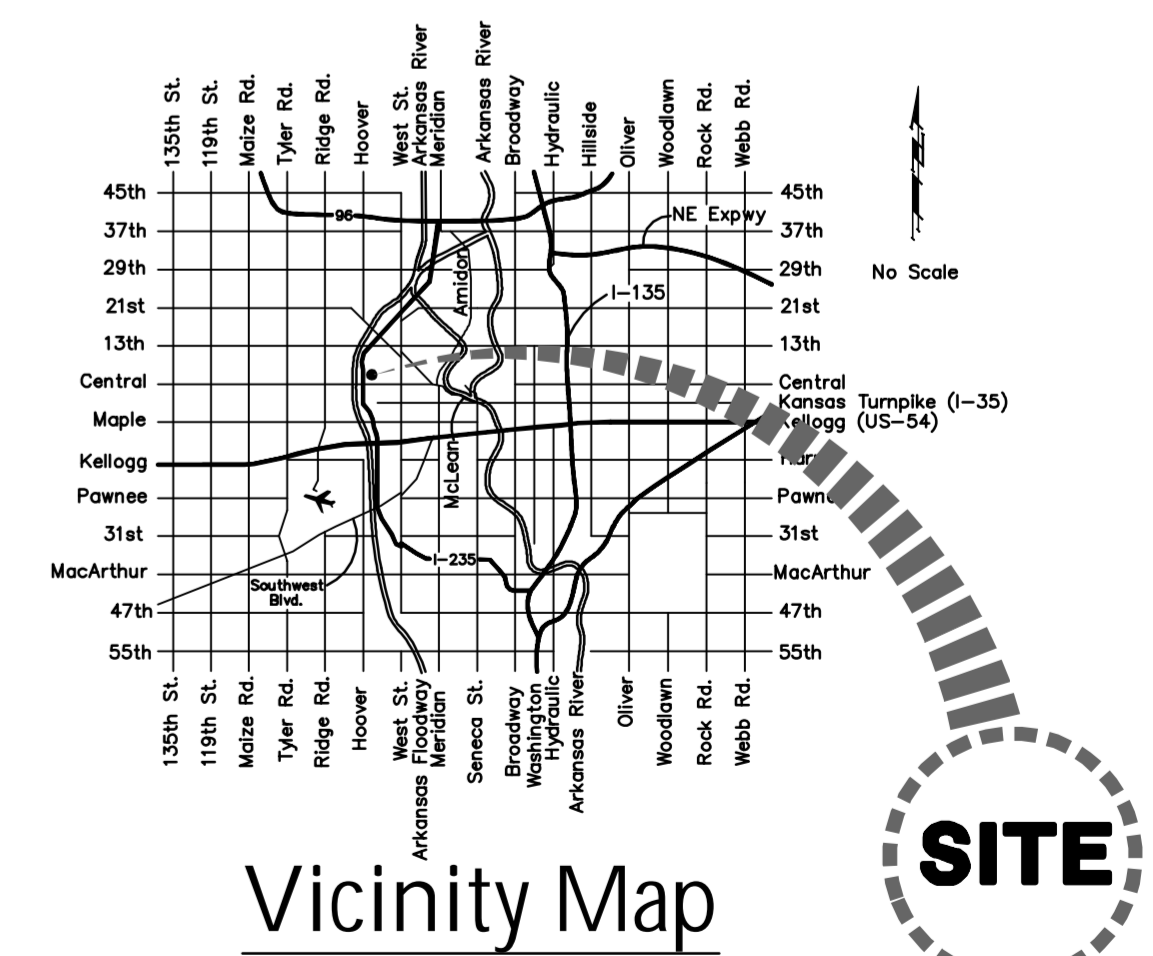 135th St.
119th St.
Maize Rd.
Tyler Rd.
Ridge Rd.
Hoover
West St.
Arkansas River
Meridian
Arkansas River
Broadway
Hydraulic
Hillside
Oliver
Woodlawn
Rock Rd.
Webb Rd.
45th
37th
29th
21st
13th
Central
Maple
Kellogg
Pawnee
31st
MacArthur
47th
55th
96
Amidon
McLean
I-235
Southwest
Blvd.
NE Expwy
I-135
45th
37th
29th
21st
13th
Central
Kansas Turnpike (I-35)
Kellogg (US-54)
31st
MacArthur
47th
55th
No Scale
135th St.
119th St.
Maize Rd.
Tyler Rd.
Ridge Rd.
Hoover
West St.
Arkansas Floodway
Meridian
Seneca St.
Broadway
Washington
Hydraulic
Arkansas River
Oliver
Woodlawn
Rock Rd.
Webb Rd.
SITE
Vicinity Map